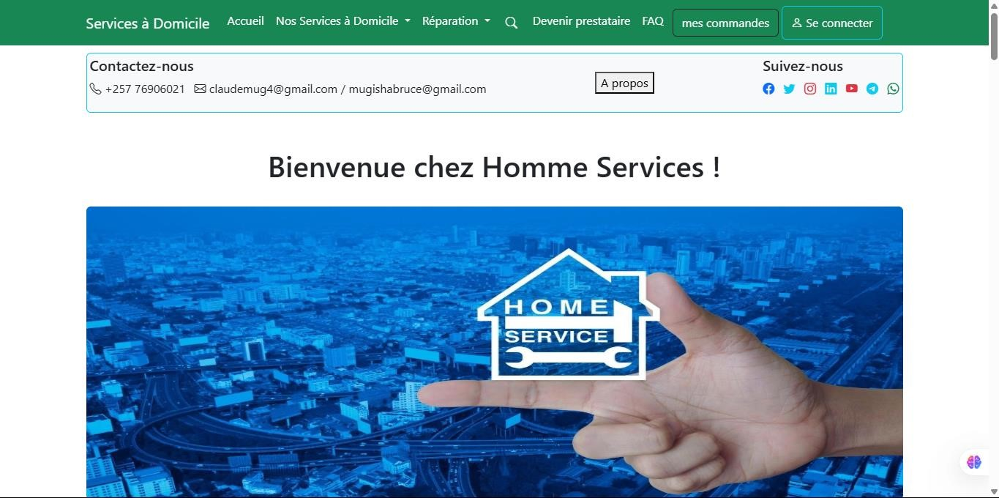 Services à Domicile Accueil Nos Services à Domicile Réparation Devenir prestataire FAQ mes commandes Se connecter
Contactez-nous
+257 76906021 claudemug4@gmail.com / mugishabruce@gmail.com
A propos
Suivez-nous
Bienvenue chez Homme Services !
HOME
SERVICE